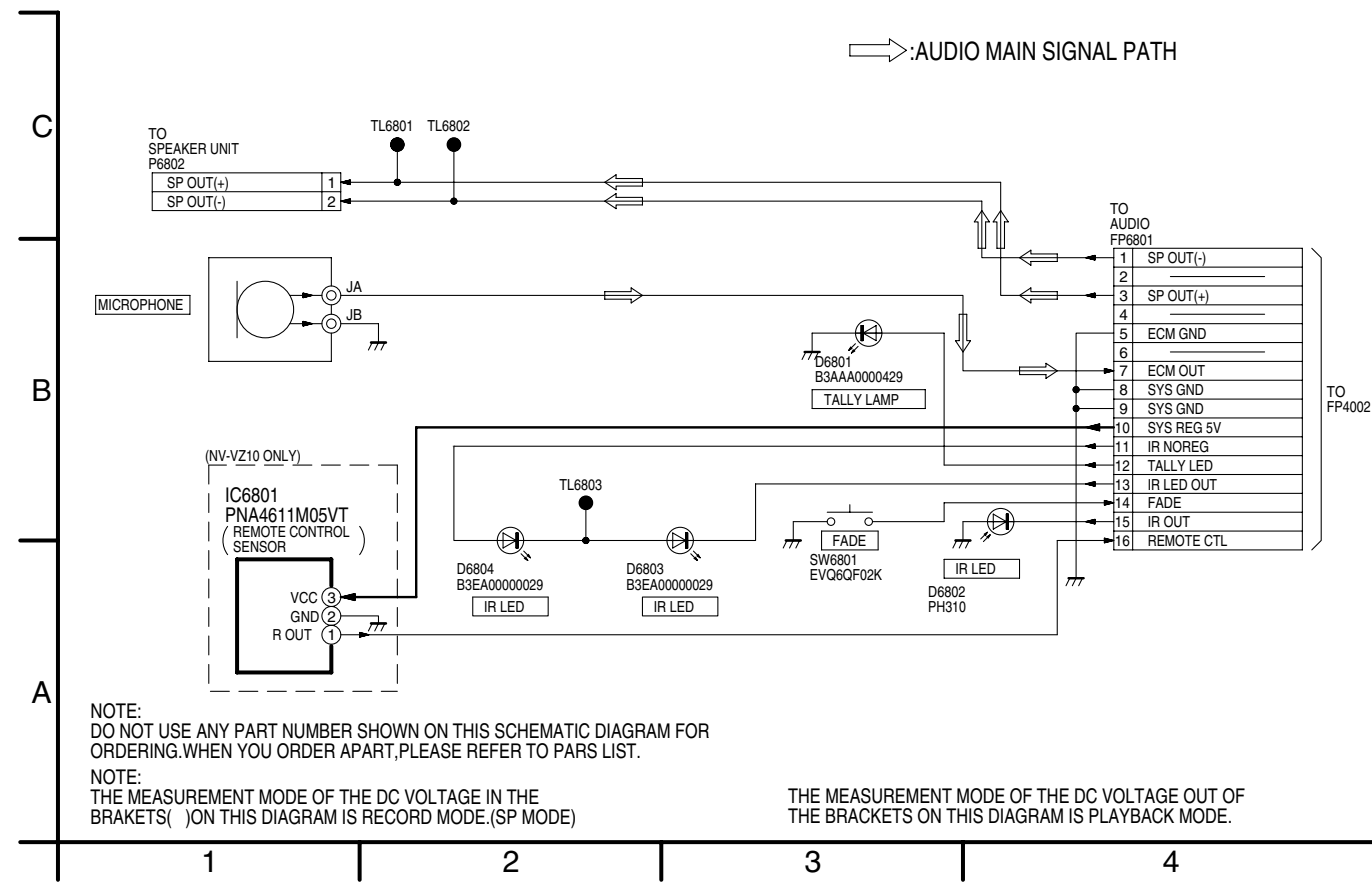 :AUDIO MAIN SIGNAL PATH
C
TO
SPEAKER UNIT
P6802
SP OUT(+) 1
SP OUT(-) 2
TL6801 TL6802
TO
AUDIO
FP6801
1 SP OUT(-)
2
3 SP OUT(+)
4
5 ECM GND
6
7 ECM OUT
8 SYS GND
9 SYS GND
10 SYS REG 5V
11 IR NOREG
12 TALLY LED
13 IR LED OUT
14 FADE
15 IR OUT
16 REMOTE CTL
TO
FP4002
MICROPHONE
JA
JB
B
D6801
B3AAA0000429
TALLY LAMP
(NV-VZ10 ONLY)
IC6801
PNA4611M05VT
( REMOTE CONTROL
SENSOR )
VCC 3
GND 2
R OUT 1
TL6803
D6804
B3EA00000029
IR LED
D6803
B3EA00000029
IR LED
FADE
SW6801
EVQ6QF02K
IR LED
D6802
PH310
A
NOTE:
DO NOT USE ANY PART NUMBER SHOWN ON THIS SCHEMATIC DIAGRAM FOR
ORDERING.WHEN YOU ORDER APART,PLEASE REFER TO PARS LIST.
NOTE:
THE MEASUREMENT MODE OF THE DC VOLTAGE IN THE
BRAKETS( )ON THIS DIAGRAM IS RECORD MODE.(SP MODE)
THE MEASUREMENT MODE OF THE DC VOLTAGE OUT OF
THE BRACKETS ON THIS DIAGRAM IS PLAYBACK MODE.
1 2 3 4